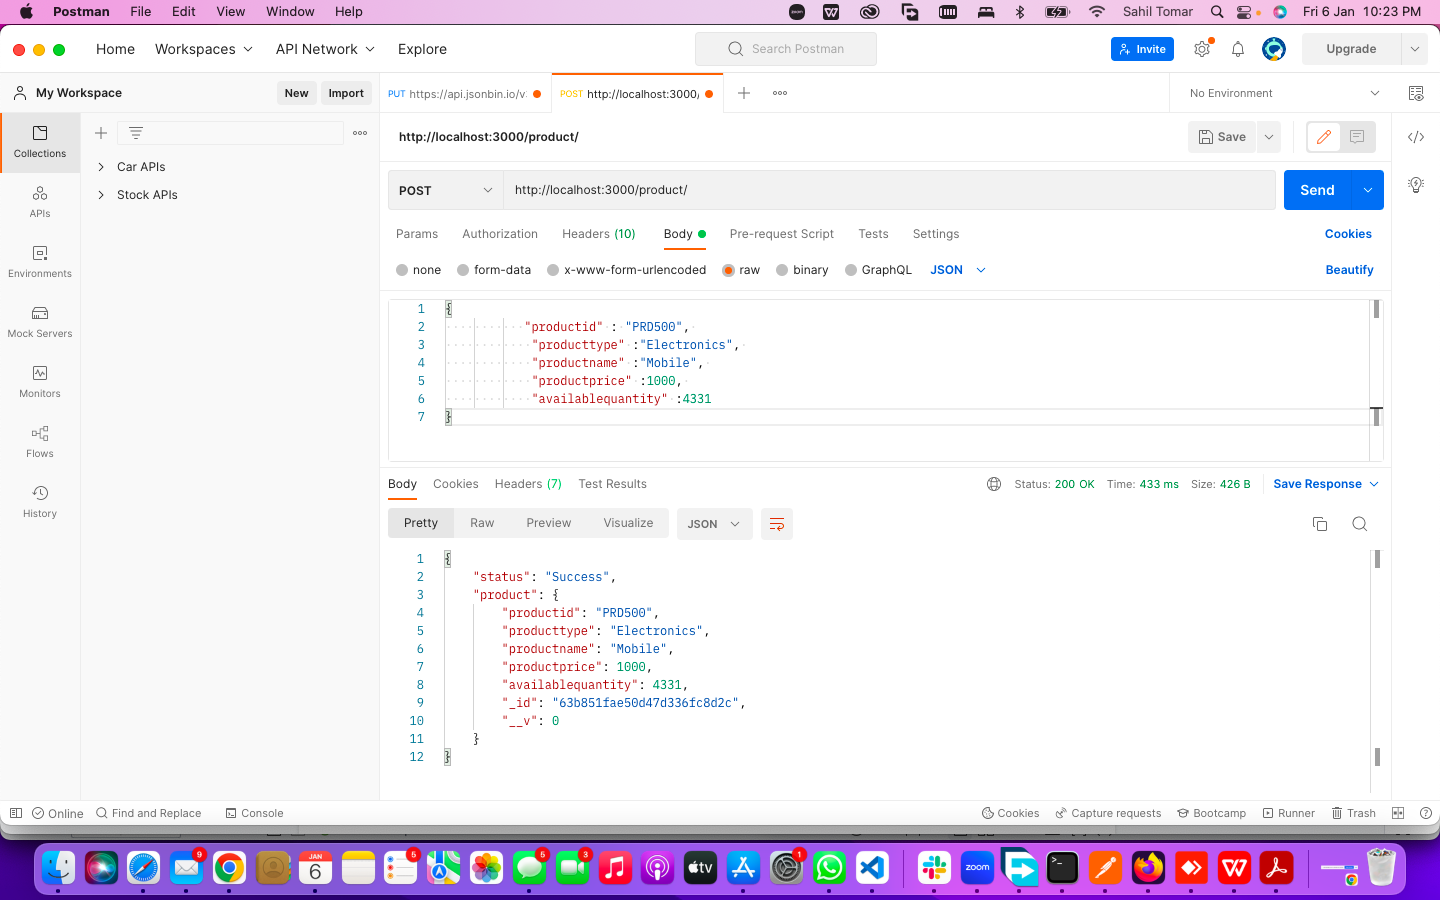 Postman File Edit View Window Help Sahil Tomar Fri 6 Jan 10:23 PM
Home Workspaces API Network Explore Search Postman Invite Upgrade
My Workspace New Import PUT https://api.jsonbin.io/v POST http://localhost:3000/ No Environment
Collections
APIs
Environments
Mock Servers
Monitors
Flows
History
Car APIs
Stock APIs
http://localhost:3000/product/ Save
POST http://localhost:3000/product/ Send
Params Authorization Headers (10) Body Pre-request Script Tests Settings Cookies
none form-data x-www-form-urlencoded raw binary GraphQL JSON Beautify
1 {
2 "productid" : "PRD500",
3 "producttype" :"Electronics",
4 "productname" :"Mobile",
5 "productprice" :1000,
6 "availablequantity" :4331
7 }
Body Cookies Headers (7) Test Results Status: 200 OK Time: 433 ms Size: 426 B Save Response
Pretty Raw Preview Visualize JSON
1 {
2 "status": "Success",
3 "product": {
4 "productid": "PRD500",
5 "producttype": "Electronics",
6 "productname": "Mobile",
7 "productprice": 1000,
8 "availablequantity": 4331,
9 "_id": "63b851fae50d47d336fc8d2c",
10 "__v": 0
11 }
12 }
Online Find and Replace Console Cookies Capture requests Bootcamp Runner Trash
9 JAN 6 5 5 3 tv 1 zoom